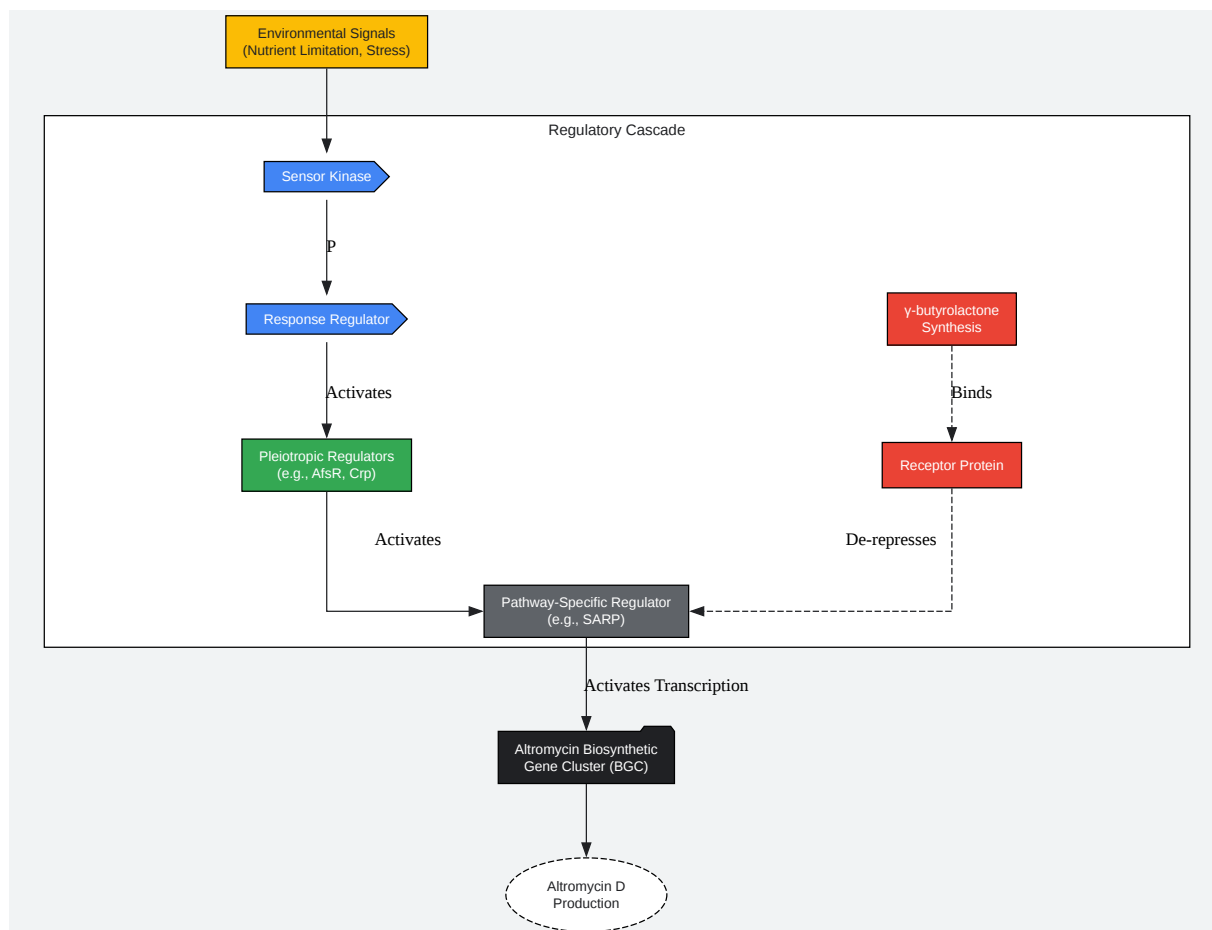 Environmental Signals
(Nutrient Limitation, Stress)
Regulatory Cascade
Sensor Kinase
P
Response Regulator
γ-butyrolactone
Synthesis
Activates
Binds
Pleiotropic Regulators
(e.g., AfsR, Crp)
Receptor Protein
Activates
De-represses
Pathway-Specific Regulator
(e.g., SARP)
Activates Transcription
Altromycin Biosynthetic
Gene Cluster (BGC)
Altromycin D
Production